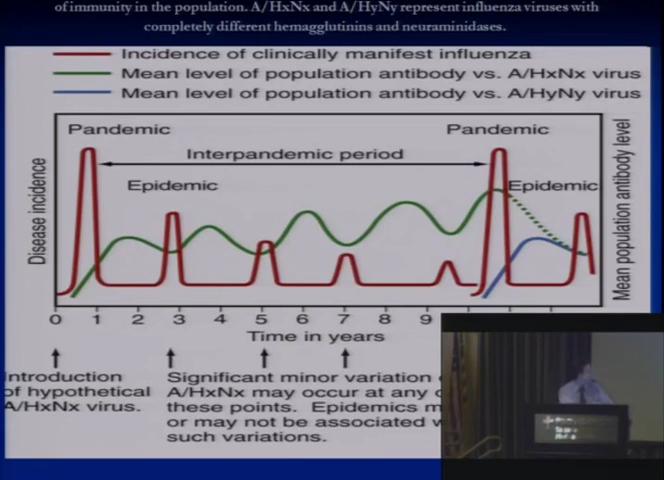 of immunity in the population. A/HxNx and A/HyNy represent influenza viruses with
completely different hemagglutinins and neuraminidases.
Incidence of clinically manifest influenza
Mean level of population antibody vs. A/HxNx virus
Mean level of population antibody vs. A/HyNy virus
Pandemic
Pandemic
Interpandemic period
Epidemic
Epidemic
Disease incidence
Mean population antibody level
0 1 2 3 4 5 6 7 8 9
Time in years
Introduction
of hypothetical
A/HxNx virus.
Significant minor variation
A/HxNx may occur at any
these points. Epidemics
or may not be associated
such variations.